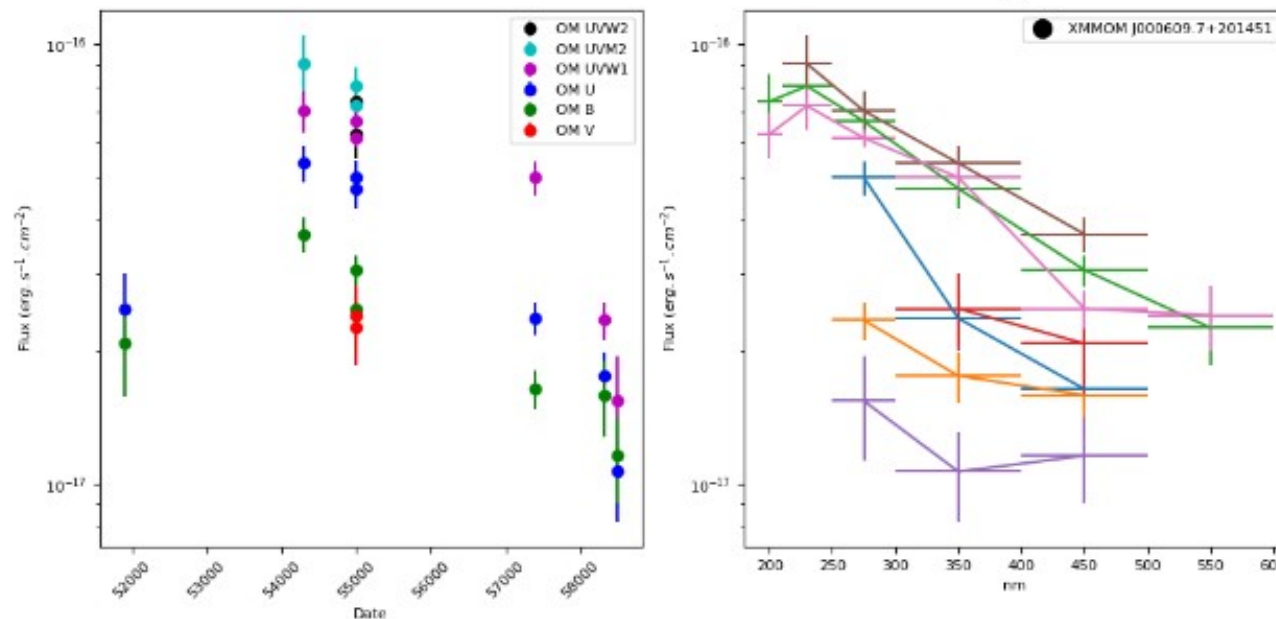 10⁻¹⁶
10⁻¹⁷
Flux (erg. s⁻¹. cm⁻²)
OM UVW2
OM UVM2
OM UVW1
OM U
OM B
OM V
52000
53000
54000
55000
56000
57000
58000
Date
10⁻¹⁶
10⁻¹⁷
Flux (erg. s⁻¹. cm⁻²)
XMMOM J000609.7+201451
200
250
300
350
400
450
500
550
nm